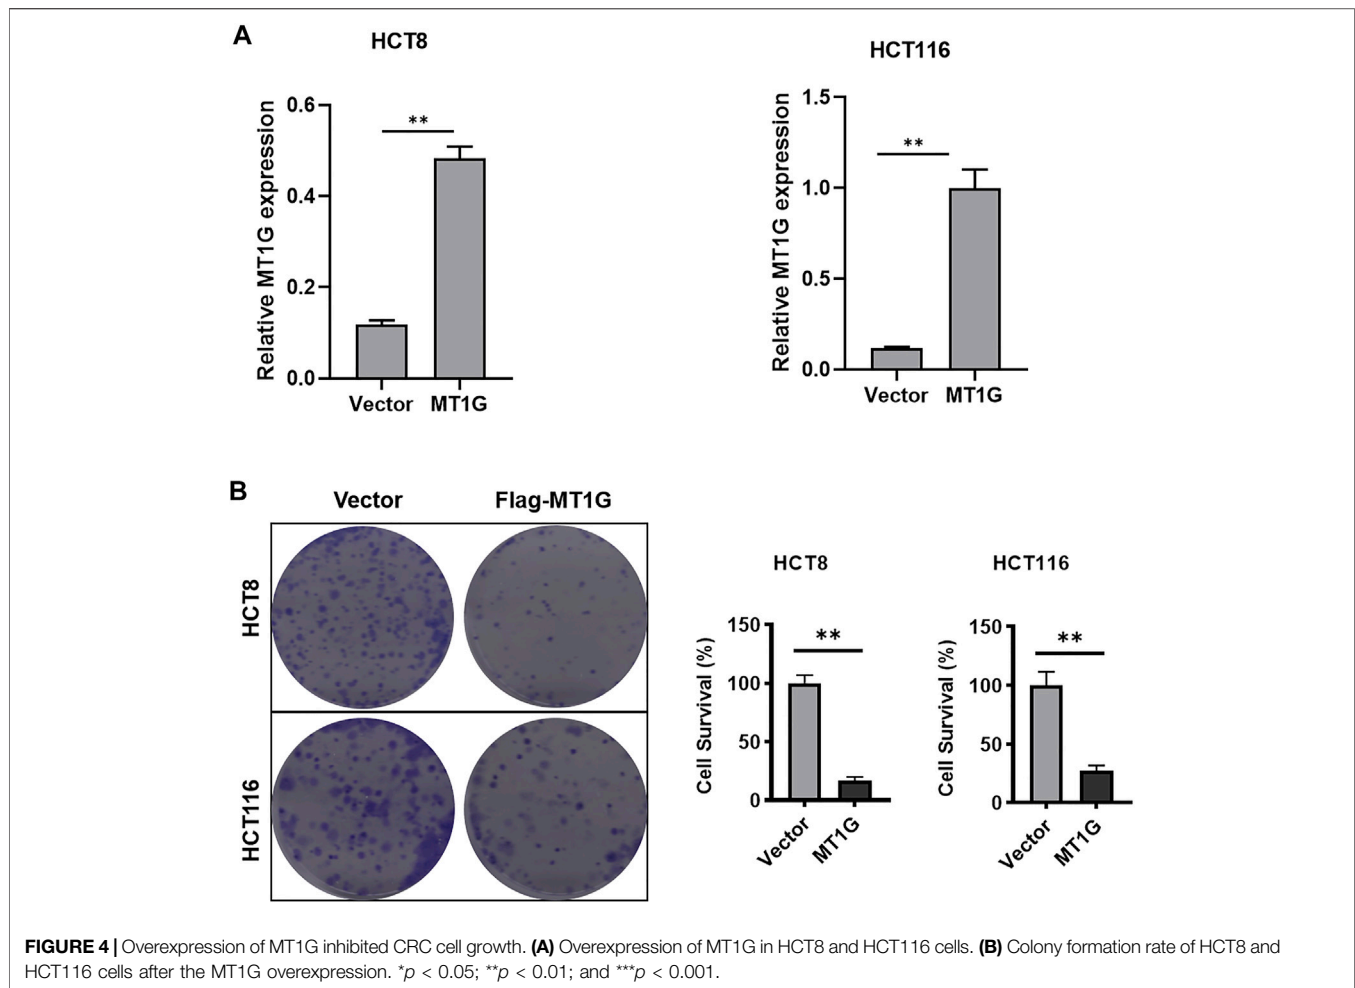 A
HCT8
Relative MT1G expression
0.6
0.4
0.2
0.0
**
Vector MT1G
HCT116
Relative MT1G expression
1.5
1.0
0.5
0.0
**
Vector MT1G
B
Vector Flag-MT1G
HCT8
HCT116
HCT8
Cell Survival (%)
150
100
50
0
**
Vector
MT1G
HCT116
Cell Survival (%)
150
100
50
0
**
Vector
MT1G
FIGURE 4 | Overexpression of MT1G inhibited CRC cell growth. (A) Overexpression of MT1G in HCT8 and HCT116 cells. (B) Colony formation rate of HCT8 and
HCT116 cells after the MT1G overexpression. *p < 0.05; **p < 0.01; and ***p < 0.001.